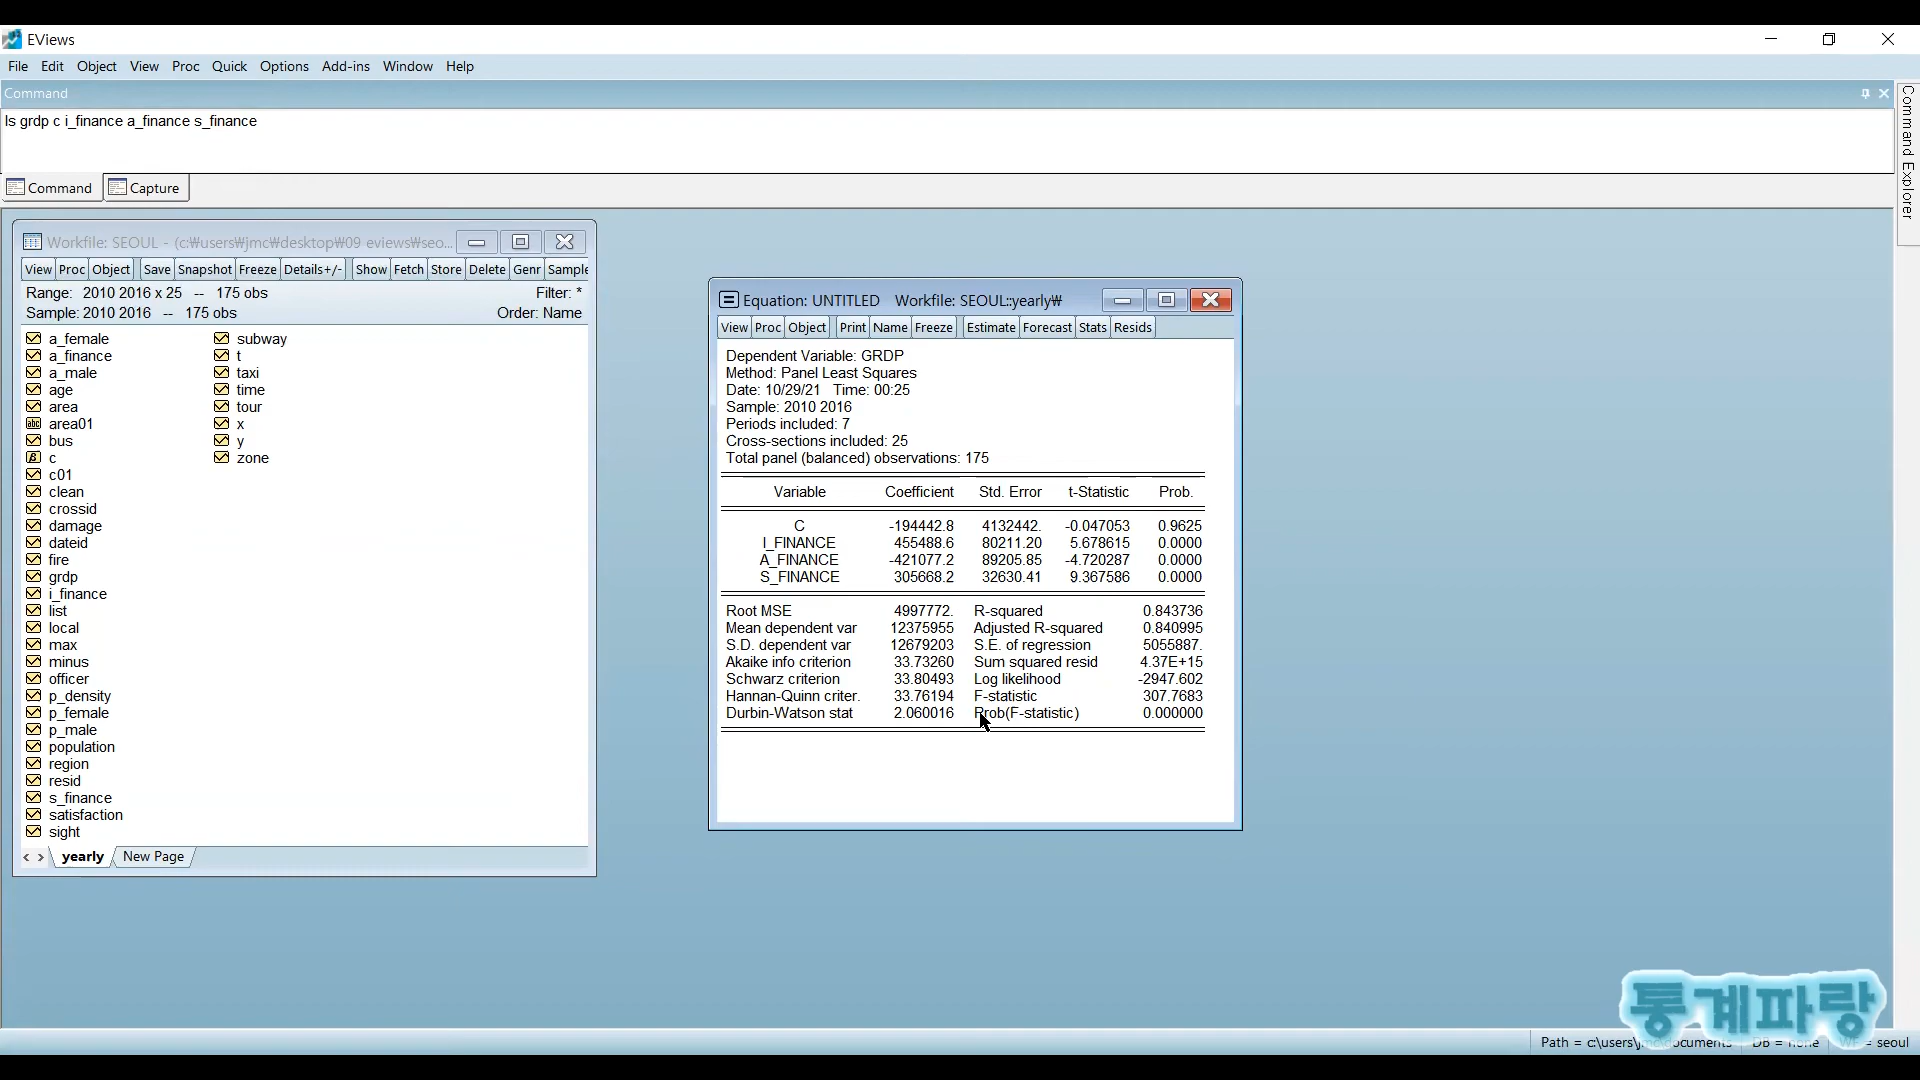 EViews
File Edit Object View Proc Quick Options Add-ins Window Help
Command
ls grdp c i_finance a_finance s_finance
Command Capture
Command Explorer
Workfile: SEOUL - (c:₩users₩jmc₩desktop₩09 eviews₩seo...
View Proc Object Save Snapshot Freeze Details+/- Show Fetch Store Delete Genr Sample
Range: 2010 2016 x 25 -- 175 obs Filter: *
Sample: 2010 2016 -- 175 obs Order: Name
a_female
a_finance
a_male
age
area
area01
bus
c
c01
clean
crossid
damage
dateid
fire
grdp
i_finance
list
local
max
minus
officer
p_density
p_female
p_male
population
region
resid
s_finance
satisfaction
sight
subway
t
taxi
time
tour
x
y
zone
yearly New Page
Equation: UNTITLED Workfile: SEOUL::yearly₩
View Proc Object Print Name Freeze Estimate Forecast Stats Resids
Dependent Variable: GRDP
Method: Panel Least Squares
Date: 10/29/21 Time: 00:25
Sample: 2010 2016
Periods included: 7
Cross-sections included: 25
Total panel (balanced) observations: 175
Variable Coefficient Std. Error t-Statistic Prob.
C -194442.8 4132442. -0.047053 0.9625
I_FINANCE 455488.6 80211.20 5.678615 0.0000
A_FINANCE -421077.2 89205.85 -4.720287 0.0000
S_FINANCE 305668.2 32630.41 9.367586 0.0000
Root MSE 4997772. R-squared 0.843736
Mean dependent var 12375955 Adjusted R-squared 0.840995
S.D. dependent var 12679203 S.E. of regression 5055887.
Akaike info criterion 33.73260 Sum squared resid 4.37E+15
Schwarz criterion 33.80493 Log likelihood -2947.602
Hannan-Quinn criter. 33.76194 F-statistic 307.7683
Durbin-Watson stat 2.060016 Prob(F-statistic) 0.000000
통계파랑
Path = c:\users\jmc\documents DB = none WF = seoul